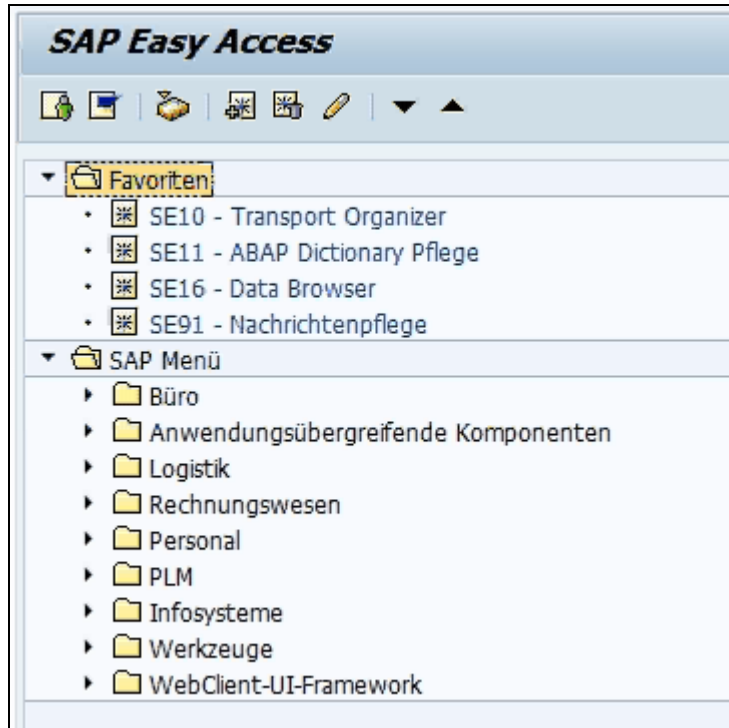 SAP Easy Access
Favoriten
SE10 - Transport Organizer
SE11 - ABAP Dictionary Pflege
SE16 - Data Browser
SE91 - Nachrichtenpflege
SAP Menü
Büro
Anwendungsübergreifende Komponenten
Logistik
Rechnungswesen
Personal
PLM
Infosysteme
Werkzeuge
WebClient-UI-Framework